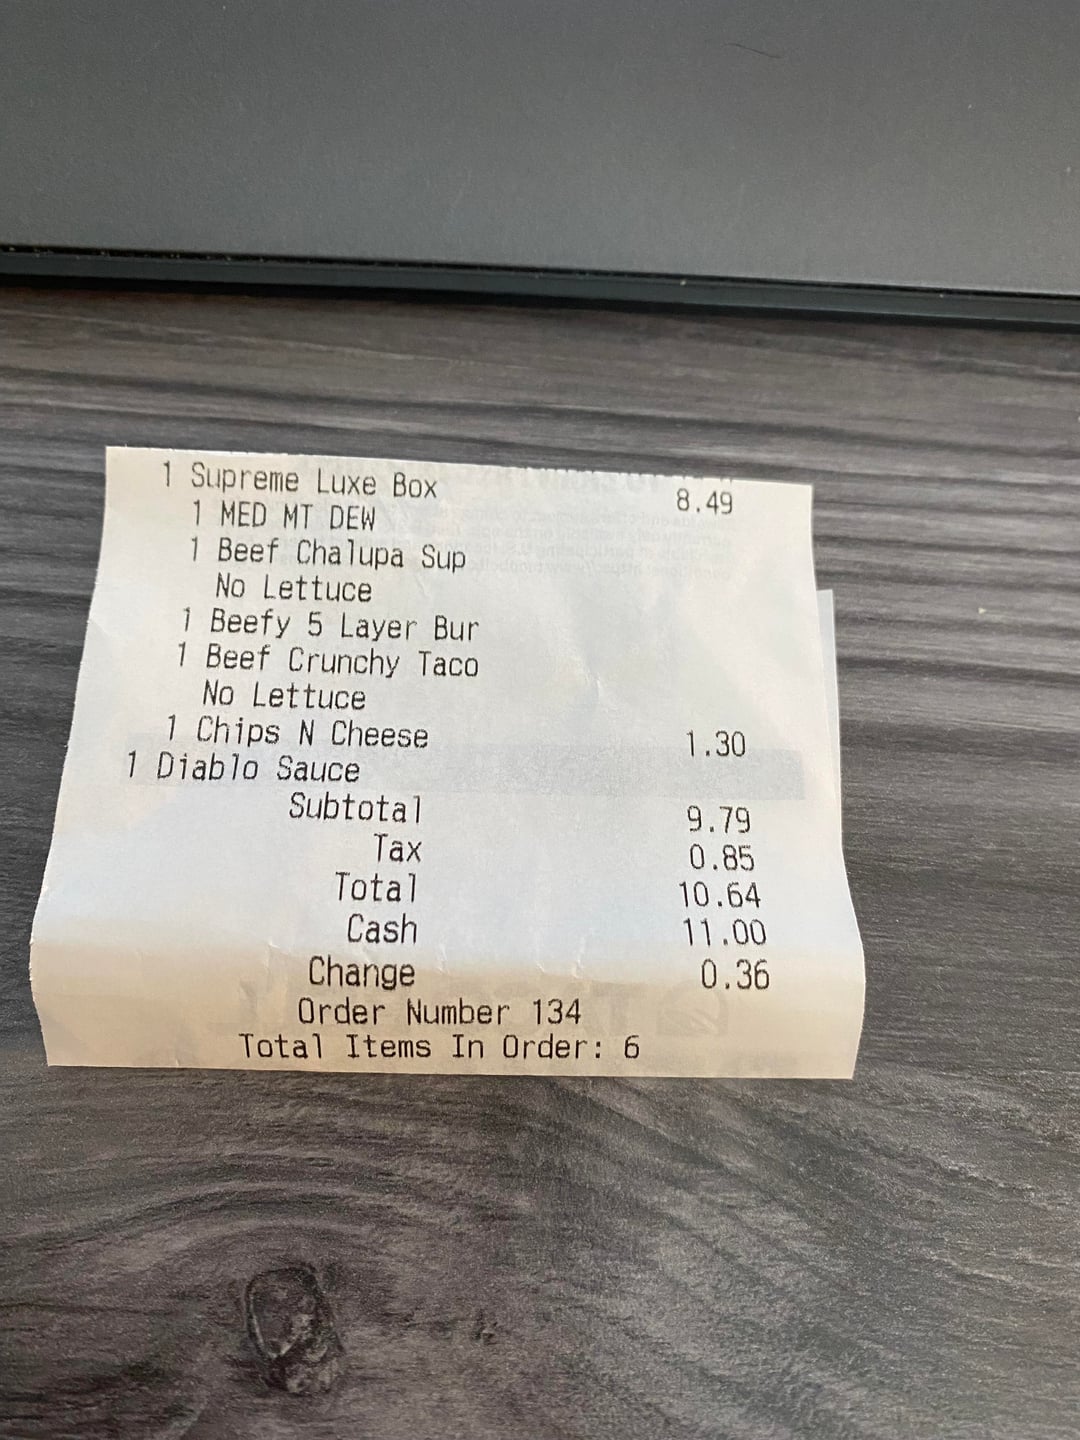 1 Supreme Luxe Box 8.49
1 MED MT DEW
1 Beef Chalupa Sup
No Lettuce
1 Beefy 5 Layer Bur
1 Beef Crunchy Taco
No Lettuce
1 Chips N Cheese 1.30
1 Diablo Sauce
Subtotal 9.79
Tax 0.85
Total 10.64
Cash 11.00
Change 0.36
Order Number 134
Total Items In Order: 6